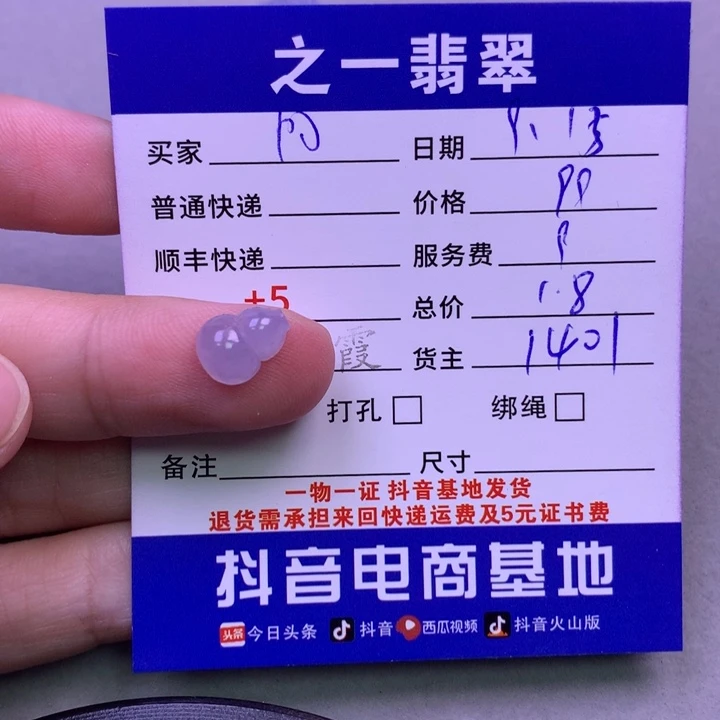 之一翡翠
买家 日期
普通快递 价格
顺丰快递 服务费
+5 总价 1.8
霞 货主 1401
打孔 绑绳
备注 尺寸
一物一证 抖音基地发货
退货需承担来回快递运费及5元证书费
抖音电商基地
头条 今日头条 抖音 西瓜视频 抖音火山版